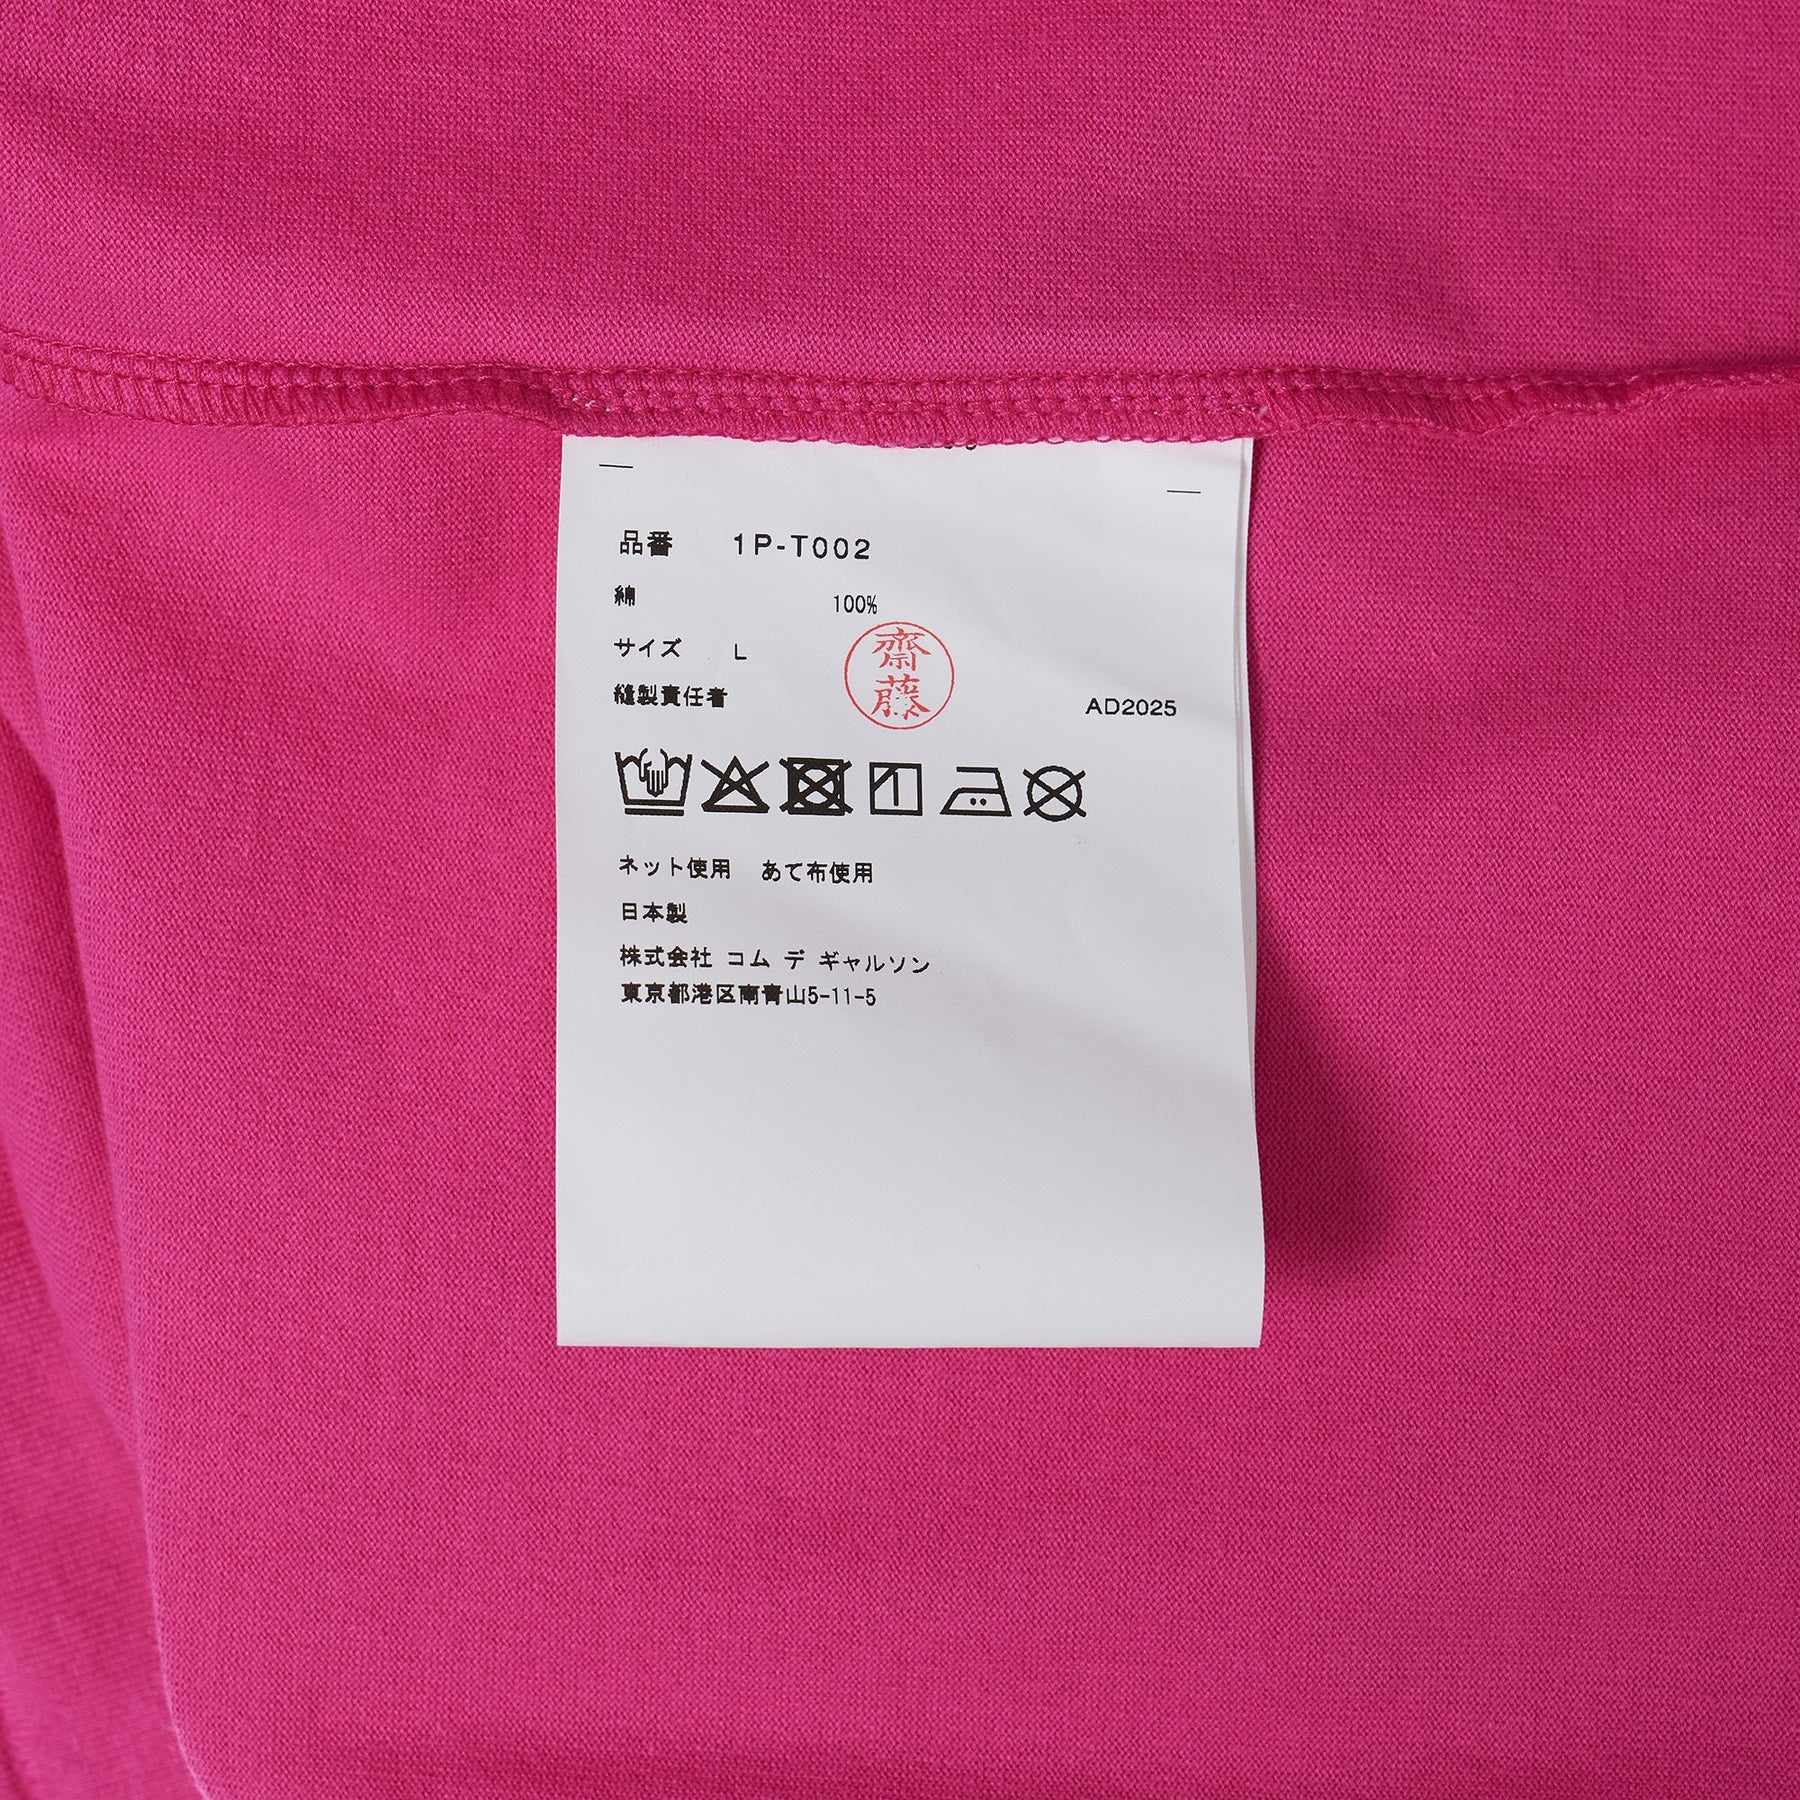 品番 1P-T002
綿 100%
サイズ L
縫製責任者 齋藤 AD2025
ネット使用 あて布使用
日本製
株式会社 コム デ ギャルソン
東京都港区南青山5-11-5